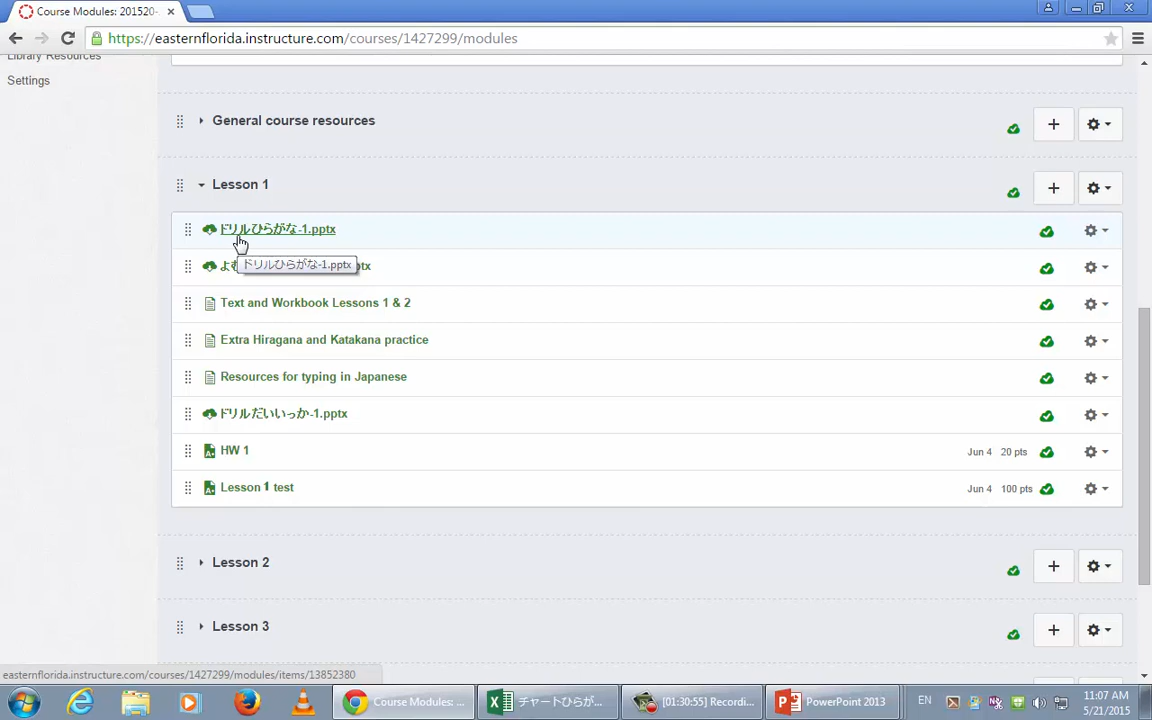 Course Modules: 201520-
https://easternflorida.instructure.com/courses/1427299/modules
Library Resources
Settings
General course resources
Lesson 1
ドリルひらがな-1.pptx
ドリルひらがな-1.pptx
Text and Workbook Lessons 1 & 2
Extra Hiragana and Katakana practice
Resources for typing in Japanese
ドリルだいいっか-1.pptx
HW 1
Jun 4 20 pts
Lesson 1 test
Jun 4 100 pts
Lesson 2
Lesson 3
easternflorida.instructure.com/courses/1427299/modules/items/13852380
Course Modules: ...
チャートひらが...
[01:30:55] Recordi...
PowerPoint 2013
EN
11:07 AM
5/21/2015